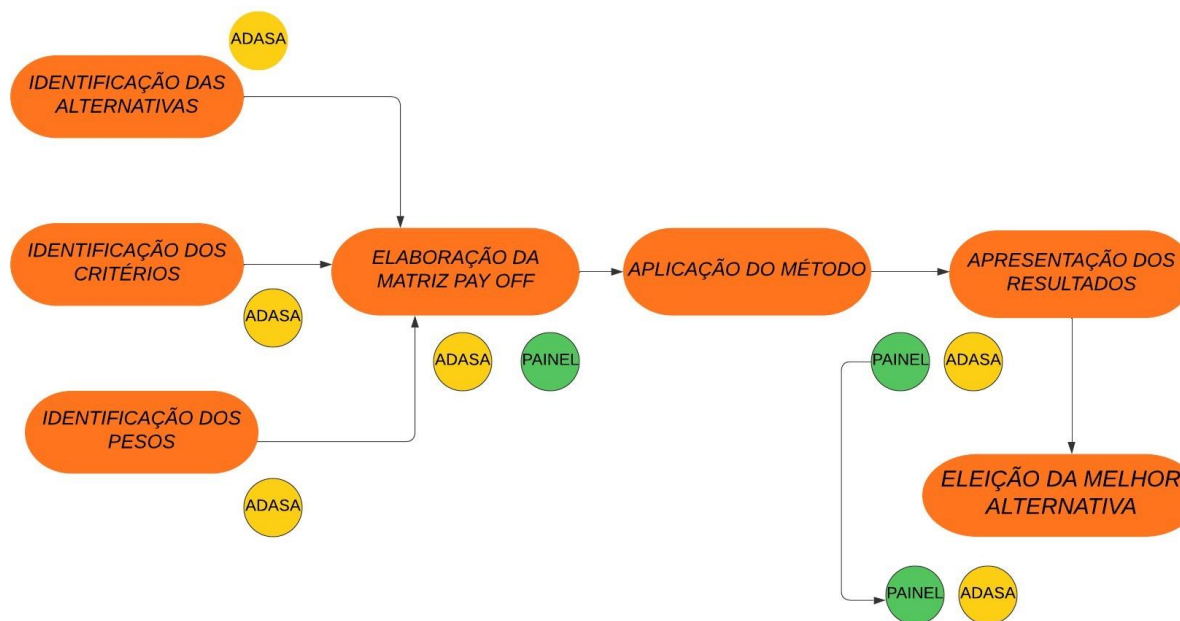 ADASA
IDENTIFICAÇÃO DAS
ALTERNATIVAS
IDENTIFICAÇÃO DOS
CRITÉRIOS
ADASA
IDENTIFICAÇÃO DOS
PESOS
ADASA
ELABORAÇÃO DA
MATRIZ PAY OFF
ADASA
PAINEL
APLICAÇÃO DO MÉTODO
APRESENTAÇÃO DOS
RESULTADOS
PAINEL
ADASA
ELEIÇÃO DA MELHOR
ALTERNATIVA
PAINEL
ADASA